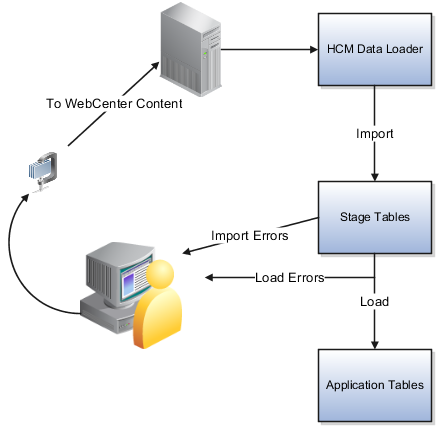 HCM Data Loader
To WebCenter Content
Import
Stage Tables
Import Errors
Load Errors
Load
Application Tables